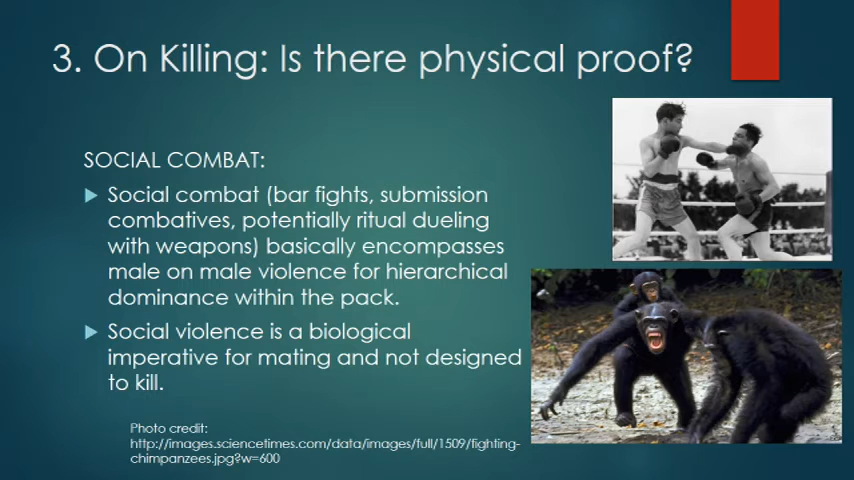 3. On Killing: Is there physical proof?
SOCIAL COMBAT:
Social combat (bar fights, submission
combatives, potentially ritual dueling
with weapons) basically encompasses
male on male violence for hierarchical
dominance within the pack.
Social violence is a biological
imperative for mating and not designed
to kill.
Photo credit:
http://images.sciencetimes.com/data/images/full/1509/fighting-
chimpanzees.jpg?w=600